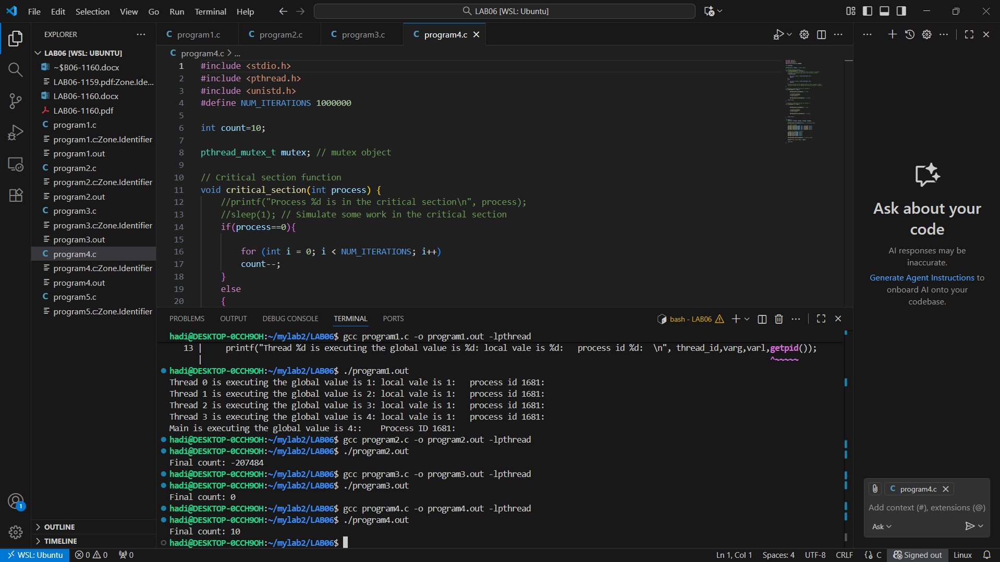 File Edit Selection View Go Run Terminal Help
LAB06 [WSL: Ubuntu]
EXPLORER
LAB06 [WSL: UBUNTU]
~$B06-1160.docx
LAB06-1159.pdf:Zone.Ide...
LAB06-1160.docx
LAB06-1160.pdf
program1.c
program1.c:Zone.Identifier
program1.out
program2.c
program2.c:Zone.Identifier
program2.out
program3.c
program3.c:Zone.Identifier
program3.out
program4.c
program4.c:Zone.Identifier
program4.out
program5.c
program5.c:Zone.Identifier
OUTLINE
TIMELINE
1
C program1.c C program2.c C program3.c C program4.c
C program4.c > ...
1 #include <stdio.h>
2 #include <pthread.h>
3 #include <unistd.h>
4 #define NUM_ITERATIONS 1000000
5
6 int count=10;
7
8 pthread_mutex_t mutex; // mutex object
9
10 // Critical section function
11 void critical_section(int process) {
12 //printf("Process %d is in the critical section\n", process);
13 //sleep(1); // Simulate some work in the critical section
14 if(process==0){
15
16 for (int i = 0; i < NUM_ITERATIONS; i++)
17 count--;
18 }
19 else
20 {
PROBLEMS OUTPUT DEBUG CONSOLE TERMINAL PORTS
bash - LAB06
hadi@DESKTOP-0CCH9OH:~/mylab2/LAB06$ gcc program1.c -o program1.out -lpthread
13 | printf("Thread %d is executing the global value is %d: local vale is %d: process id %d: \n", thread_id,varg,varl,getpid());
| ^~~~~~
hadi@DESKTOP-0CCH9OH:~/mylab2/LAB06$ ./program1.out
Thread 0 is executing the global value is 1: local vale is 1: process id 1681:
Thread 1 is executing the global value is 2: local vale is 1: process id 1681:
Thread 2 is executing the global value is 3: local vale is 1: process id 1681:
Thread 3 is executing the global value is 4: local vale is 1: process id 1681:
Main is executing the global value is 4:: Process ID 1681:
hadi@DESKTOP-0CCH9OH:~/mylab2/LAB06$ gcc program2.c -o program2.out -lpthread
hadi@DESKTOP-0CCH9OH:~/mylab2/LAB06$ ./program2.out
Final count: -207484
hadi@DESKTOP-0CCH9OH:~/mylab2/LAB06$ gcc program3.c -o program3.out -lpthread
hadi@DESKTOP-0CCH9OH:~/mylab2/LAB06$ ./program3.out
Final count: 0
hadi@DESKTOP-0CCH9OH:~/mylab2/LAB06$ gcc program4.c -o program4.out -lpthread
hadi@DESKTOP-0CCH9OH:~/mylab2/LAB06$ ./program4.out
Final count: 10
hadi@DESKTOP-0CCH9OH:~/mylab2/LAB06$
Ask about your
code
AI responses may be
inaccurate.
Generate Agent Instructions to
onboard AI onto your
codebase.
C program4.c
Add context (#), extensions (@)
Ask
WSL: Ubuntu 0 0 0
Ln 1, Col 1 Spaces: 4 UTF-8 CRLF C Signed out Linux